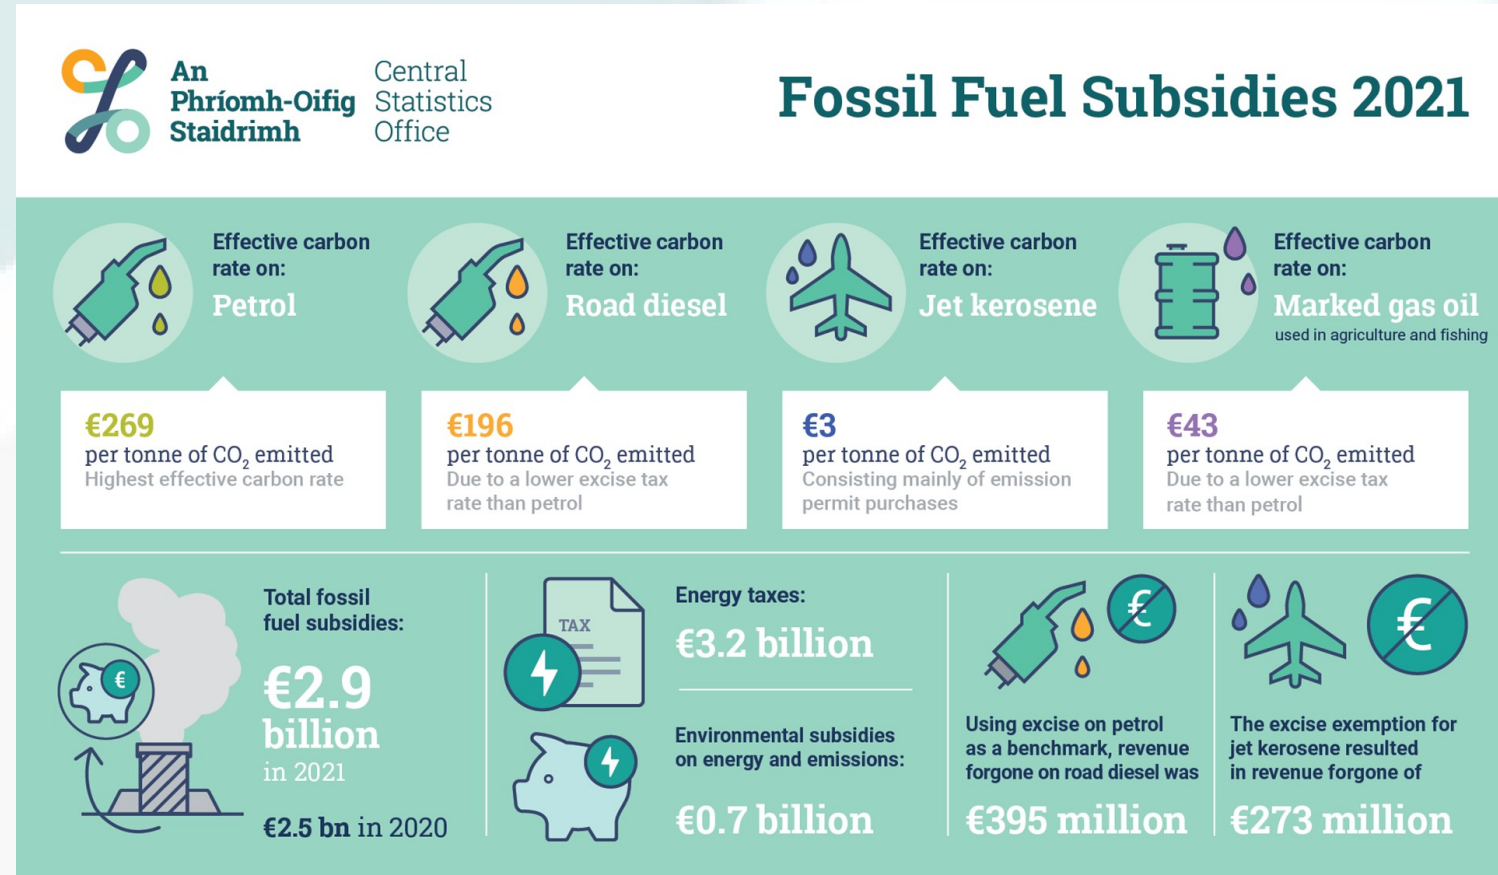 An
Phríomh-Oifig
Staidrimh
Central
Statistics
Office
Fossil Fuel Subsidies 2021
Effective carbon
rate on:
Petrol
€269
per tonne of CO₂ emitted
Highest effective carbon rate
Effective carbon
rate on:
Road diesel
€196
per tonne of CO₂ emitted
Due to a lower excise tax
rate than petrol
Effective carbon
rate on:
Jet kerosene
€3
per tonne of CO₂ emitted
Consisting mainly of emission
permit purchases
Effective carbon
rate on:
Marked gas oil
used in agriculture and fishing
€43
per tonne of CO₂ emitted
Due to a lower excise tax
rate than petrol
€
Total fossil
fuel subsidies:
€2.9
billion
in 2021
€2.5 bn in 2020
TAX
Energy taxes:
€3.2 billion
Environmental subsidies
on energy and emissions:
€0.7 billion
€
Using excise on petrol
as a benchmark, revenue
forgone on road diesel was
€395 million
€
The excise exemption for
jet kerosene resulted
in revenue forgone of
€273 million